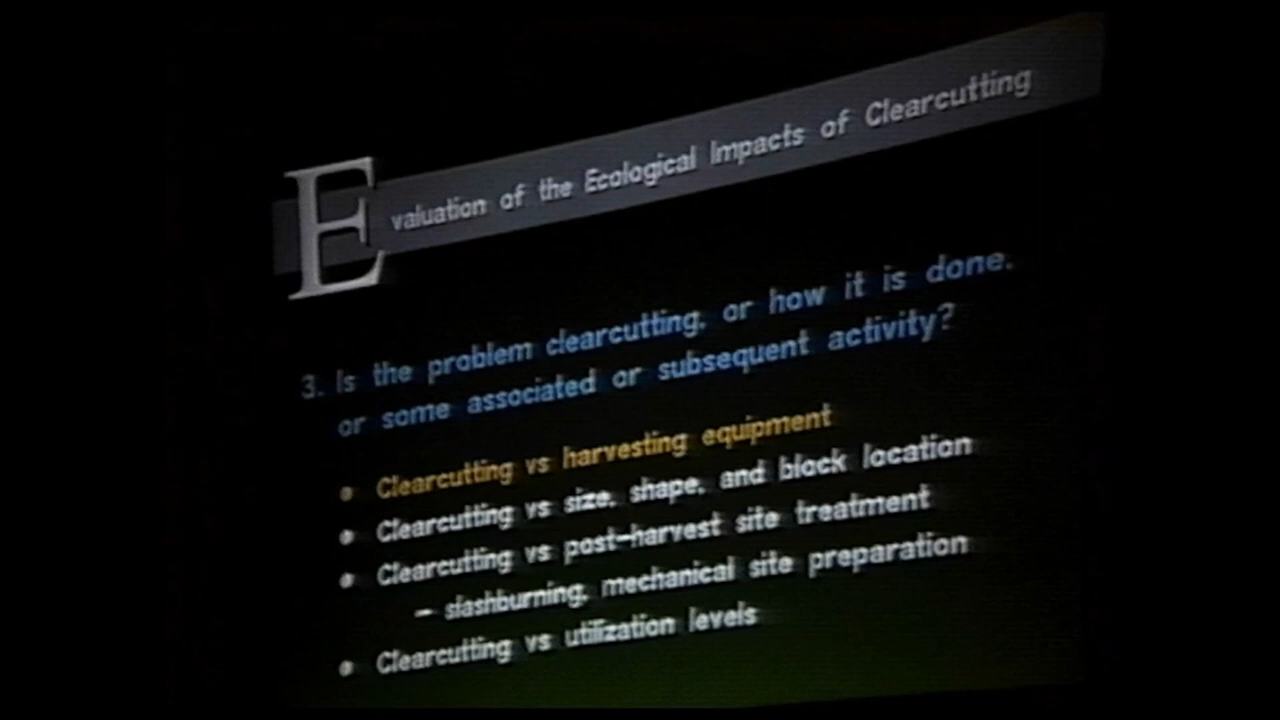 Evaluation of the Ecological Impacts of Clearcutting
3. Is the problem clearcutting, or how it is done,
or some associated or subsequent activity?
• Clearcutting vs harvesting equipment
• Clearcutting vs size, shape, and block location
• Clearcutting vs post-harvest site treatment
– slashburning, mechanical site preparation
• Clearcutting vs utilization levels